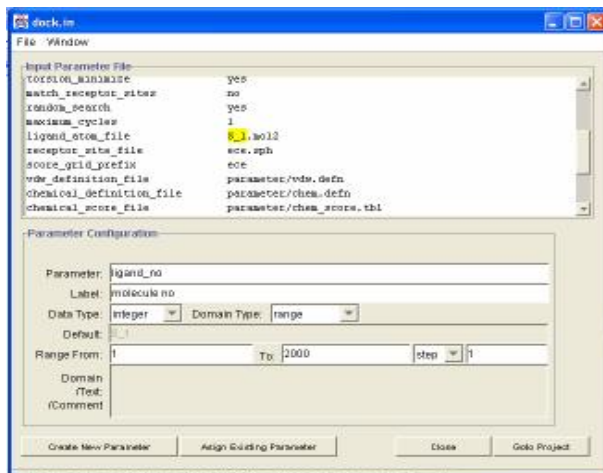 dock.in
File Window
Input Parameter File
torsion_minimize yes
match_receptor_sites no
random_search yes
maximum_cycles 1
ligand_atom_file S_1.mol2
receptor_site_file ece.sph
score_grid_prefix ece
vdw_definition_file parameter/vdw.defn
chemical_definition_file parameter/chem.defn
chemical_score_file parameter/chem_score.tbl
Parameter Configuration
Parameter: ligand_no
Label: molecule no
Data Type: integer Domain Type: range
Default: S_1
Range From: 1 To: 2000 step 1
Domain
/Text:
/Comment
Create New Parameter Assign Existing Parameter Close Goto Project